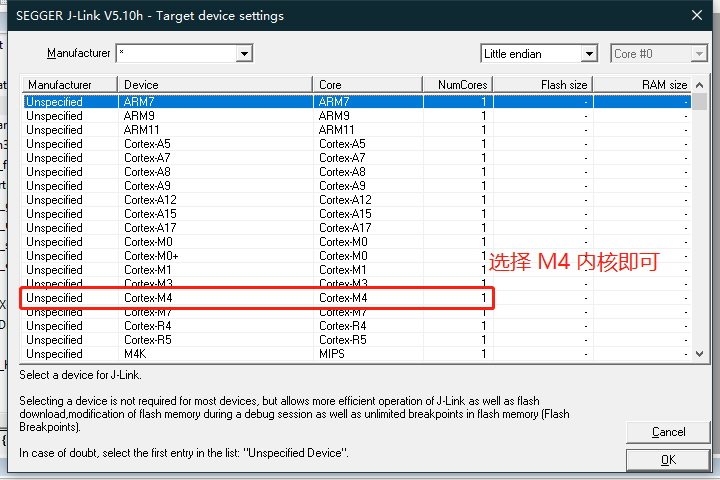 SEGGER J-Link V5.10h - Target device settings
Manufacturer * Little endian Core #0
Manufacturer Device Core NumCores Flash size RAM size
Unspecified ARM7 ARM7 1 - -
Unspecified ARM9 ARM9 1 - -
Unspecified ARM11 ARM11 1 - -
Unspecified Cortex-A5 Cortex-A5 1 - -
Unspecified Cortex-A7 Cortex-A7 1 - -
Unspecified Cortex-A8 Cortex-A8 1 - -
Unspecified Cortex-A9 Cortex-A9 1 - -
Unspecified Cortex-A12 Cortex-A12 1 - -
Unspecified Cortex-A15 Cortex-A15 1 - -
Unspecified Cortex-A17 Cortex-A17 1 - -
Unspecified Cortex-M0 Cortex-M0 1 - -
Unspecified Cortex-M0+ Cortex-M0 1 - -
Unspecified Cortex-M1 Cortex-M1 1 - -
选择 M4 内核即可
Unspecified Cortex-M3 Cortex-M3 1 - -
Unspecified Cortex-M4 Cortex-M4 1 - -
Unspecified Cortex-M7 Cortex-M7 1 - -
Unspecified Cortex-R4 Cortex-R4 1 - -
Unspecified Cortex-R5 Cortex-R5 1 - -
Unspecified M4K MIPS 1 - -
Select a device for J-Link.
Selecting a device is not required for most devices, but allows more efficient operation of J-Link as well as flash
download,modification of flash memory during a debug session as well as unlimited breakpoints in flash memory (Flash
Breakpoints).
In case of doubt, select the first entry in the list: "Unspecified Device".
Cancel
OK